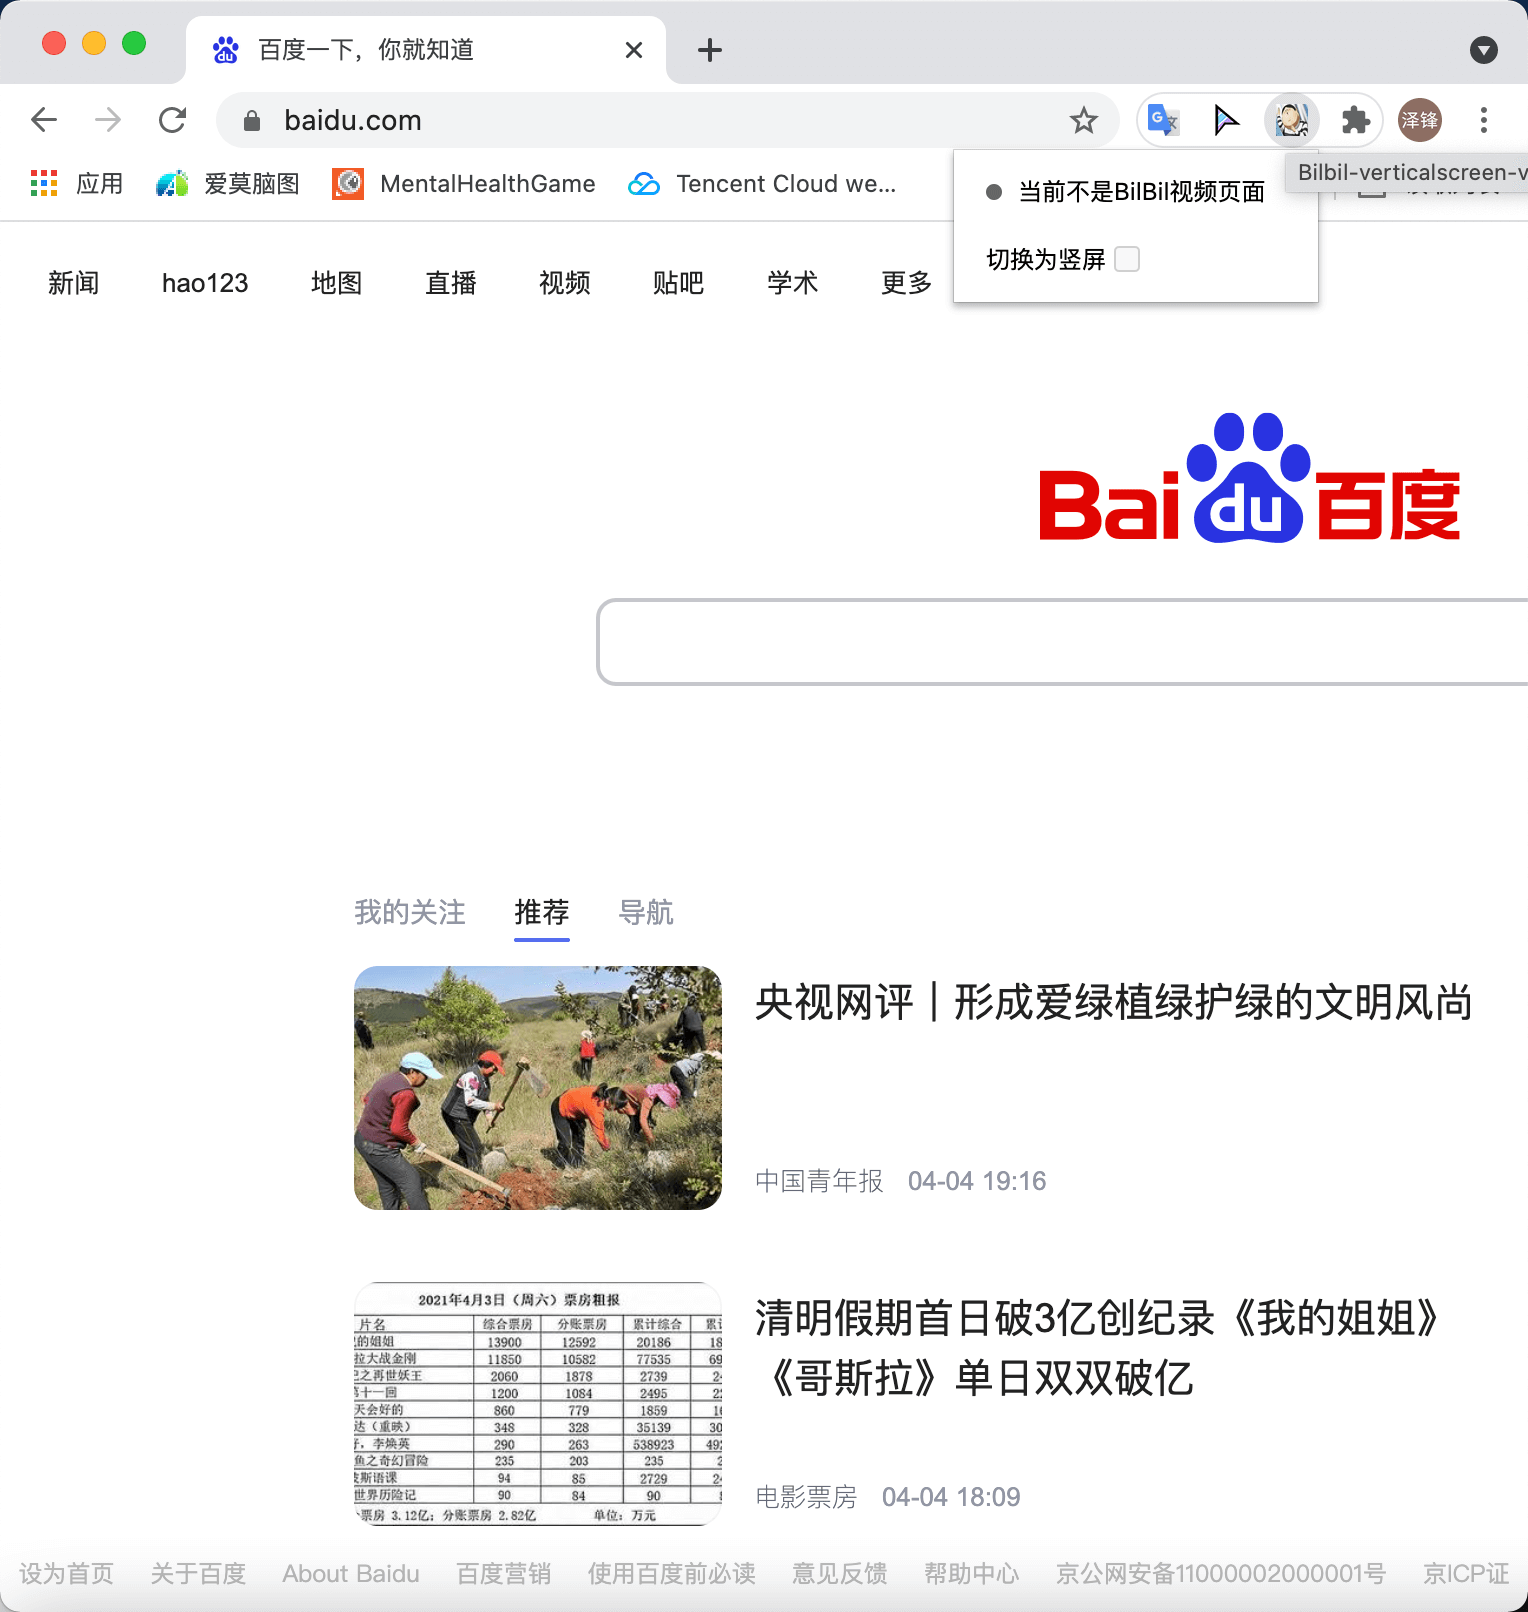 百度一下，你就知道
baidu.com
泽锋
应用
爱莫脑图
MentalHealthGame
Tencent Cloud we...
Bilbil-verticalscreen-v
当前不是BilBil视频页面
切换为竖屏
新闻
hao123
地图
直播
视频
贴吧
学术
更多
Bai du 百度
我的关注
推荐
导航
央视网评｜形成爱绿植绿护绿的文明风尚
中国青年报 04-04 19:16
2021年4月3日（周六）票房粗报
片名 综合票房 分账票房 累计综合 累
的姐姐 13900 12592 20186 18
拉大战金刚 11850 10582 77535 69
之再世妖王 2060 1878 2739 2
第十一回 1200 1084 2495 22
天会好的 860 779 1859 1
达（重映） 348 328 35139 30
，李焕英 290 263 538923 492
鱼之奇幻冒险 235 203 235 2
波斯语课 94 85 2729 2
世界历险记 90 84 90
票房 3.12亿；分账票房 2.82亿 单位：万元
清明假期首日破3亿创纪录《我的姐姐》
《哥斯拉》单日双双破亿
电影票房 04-04 18:09
设为首页 关于百度 About Baidu 百度营销 使用百度前必读 意见反馈 帮助中心 京公网安备11000002000001号 京ICP证